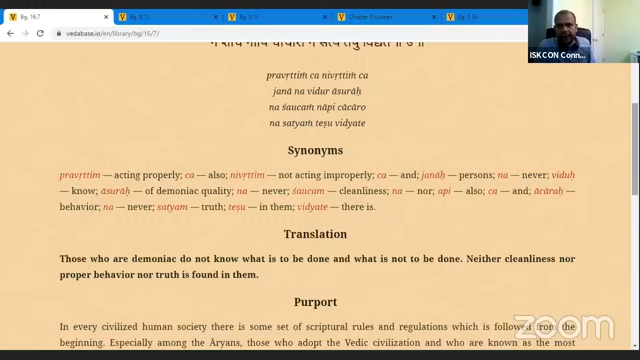 Bg. 16.7
Bg. 8.13
Bg. 9.11
Chapter Fourteen
Bg. 2.54
vedabase.io/en/library/bg/16/7/
ISKCON Conn...
pravṛttiṁ ca nivṛttiṁ ca
janā na vidur āsurāḥ
na śaucaṁ nāpi cācāro
na satyaṁ teṣu vidyate
Synonyms
pravṛttim — acting properly; ca — also; nivṛttim — not acting improperly; ca — and; janāḥ — persons; na — never; viduḥ
— know; āsurāḥ — of demoniac quality; na — never; śaucam — cleanliness; na — nor; api — also; ca — and; ācāraḥ —
behavior; na — never; satyam — truth; teṣu — in them; vidyate — there is.
Translation
Those who are demoniac do not know what is to be done and what is not to be done. Neither cleanliness nor
proper behavior nor truth is found in them.
Purport
In every civilized human society there is some set of scriptural rules and regulations which is followed from the
beginning. Especially among the Āryans, those who adopt the Vedic civilization and who are known as the most
zoom